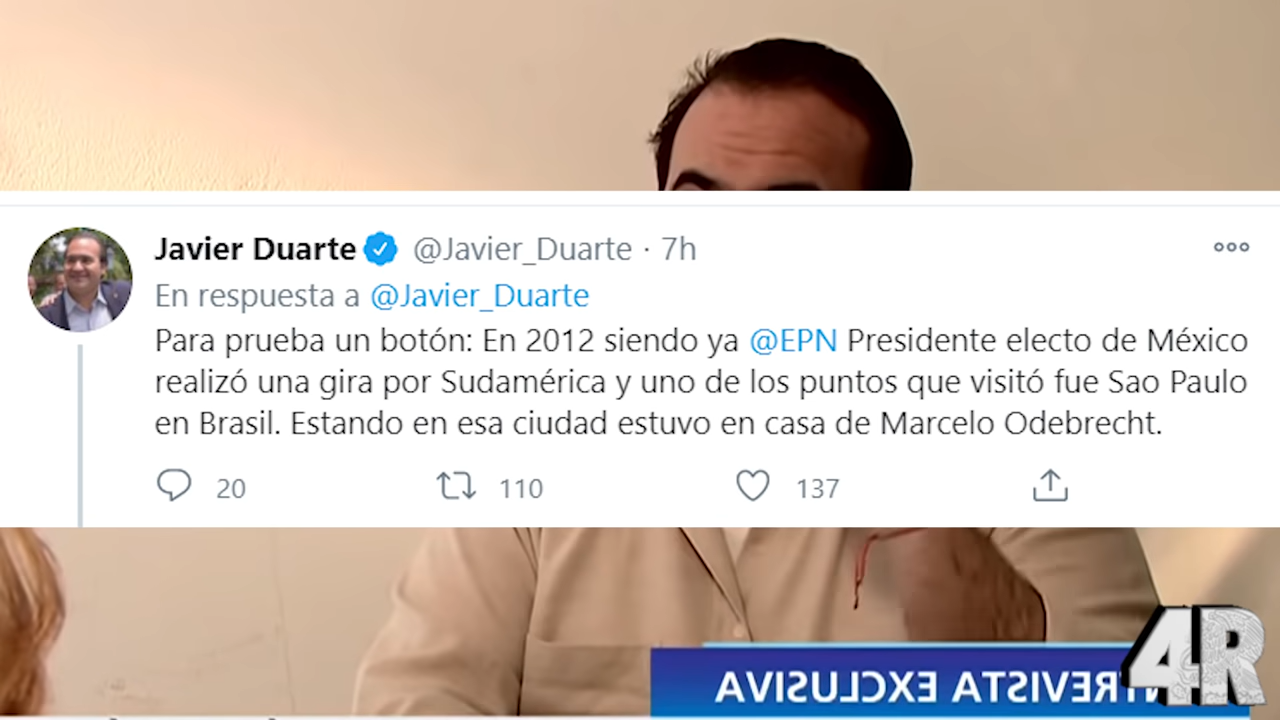 Javier Duarte @Javier_Duarte · 7h
En respuesta a @Javier_Duarte
Para prueba un botón: En 2012 siendo ya @EPN Presidente electo de México
realizó una gira por Sudamérica y uno de los puntos que visitó fue Sao Paulo
en Brasil. Estando en esa ciudad estuvo en casa de Marcelo Odebrecht.
20 110 137
TREVISTA EXCLUSIVA
4R